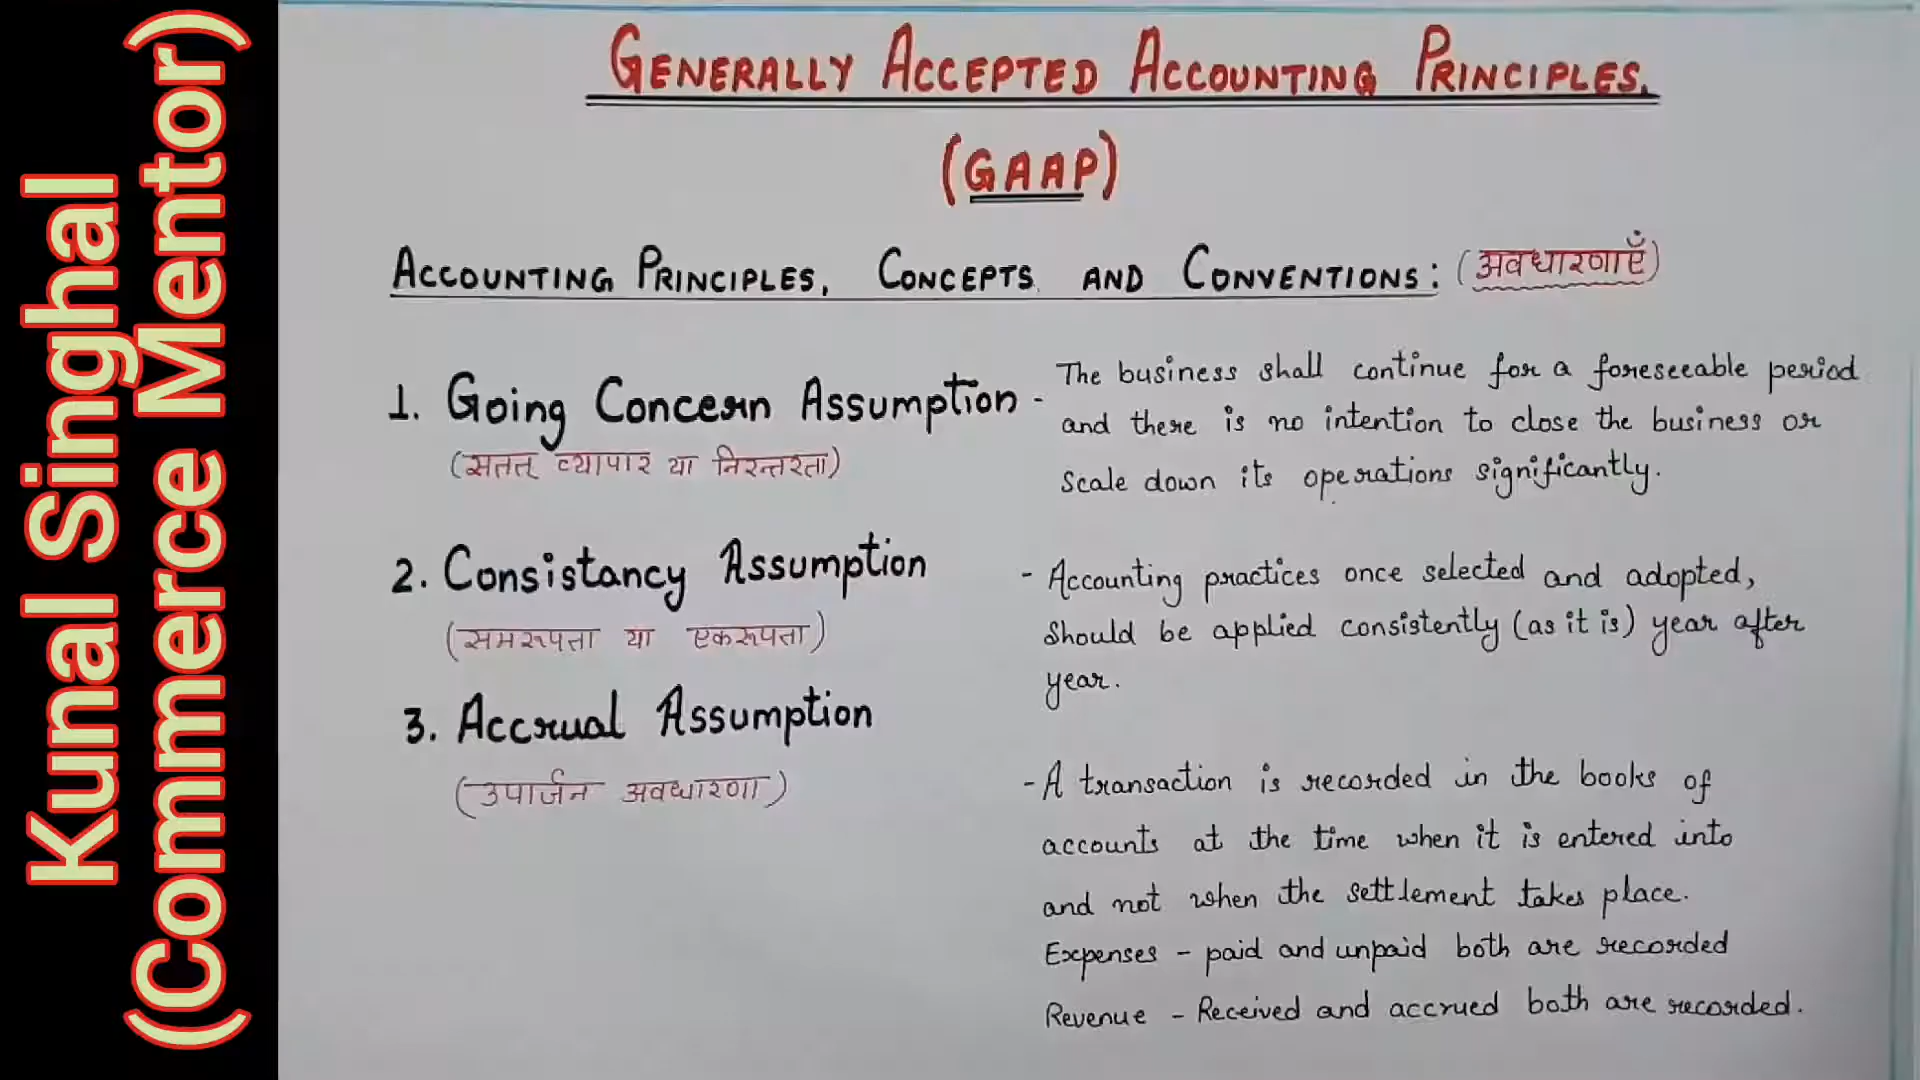 Kunal Singhal
(Commerce Mentor)
GENERALLY ACCEPTED ACCOUNTING PRINCIPLES.
(GAAP)
ACCOUNTING PRINCIPLES, CONCEPTS AND CONVENTIONS: (अवधारणाएँ)
1. Going Concern Assumption -
(सतत् व्यापार या निरन्तरता)
The business shall continue for a foreseeable period
and there is no intention to close the business or
Scale down its operations significantly.
2. Consistancy Assumption
(समरूपता या एकरूपता)
- Accounting practices once selected and adopted,
Should be applied consistently (as it is) year after
year.
3. Accrual Assumption
(उपार्जन अवधारणा)
- A transaction is recorded in the books of
accounts at the time when it is entered into
and not when the settlement takes place.
Expenses - paid and unpaid both are recorded
Revenue - Received and accrued both are recorded.